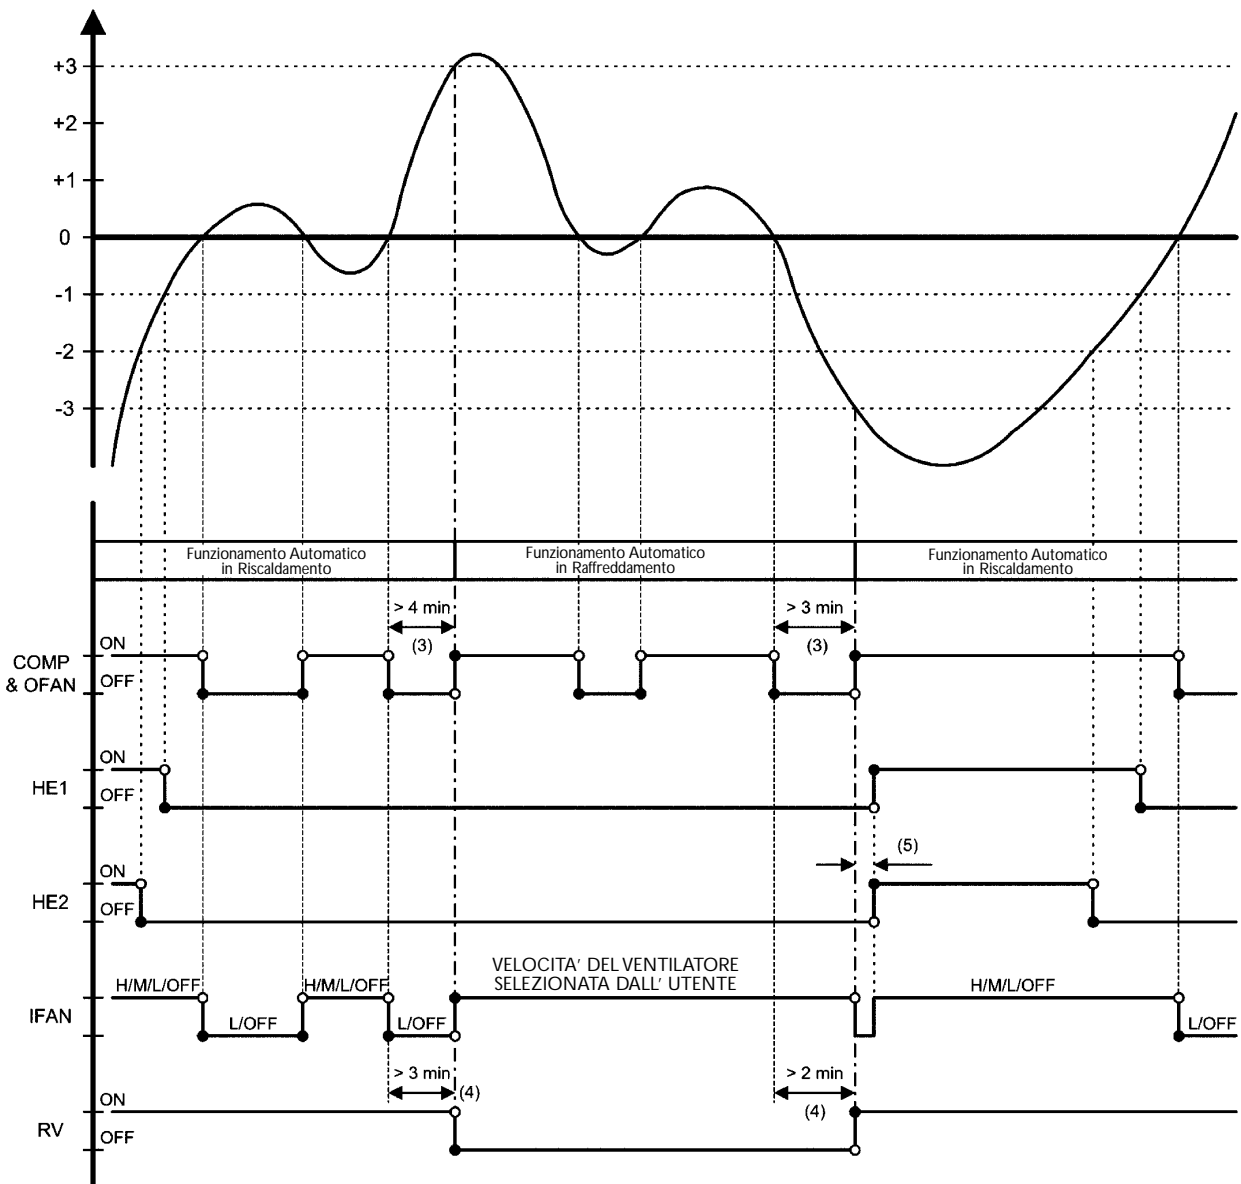 +3
+2
+1
0
-1
-2
-3
Funzionamento Automatico
in Riscaldamento
Funzionamento Automatico
in Raffreddamento
Funzionamento Automatico
in Riscaldamento
> 4 min
(3)
> 3 min
(3)
COMP
& OFAN
ON
OFF
HE1
ON
OFF
(5)
HE2
ON
OFF
VELOCITA' DEL VENTILATORE
SELEZIONATA DALL' UTENTE
IFAN
H/M/L/OFF
L/OFF
H/M/L/OFF
L/OFF
H/M/L/OFF
L/OFF
> 3 min
(4)
> 2 min
(4)
RV
ON
OFF